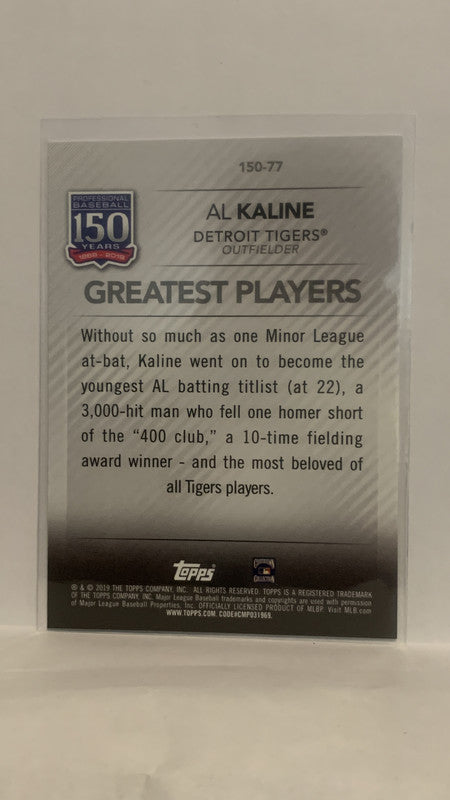 150-77
PROFESSIONAL
BASEBALL
150
YEARS
1869 - 2019
AL KALINE
DETROIT TIGERS®
OUTFIELDER
GREATEST PLAYERS
Without so much as one Minor League
at-bat, Kaline went on to become the
youngest AL batting titlist (at 22), a
3,000-hit man who fell one homer short
of the “400 club,” a 10-time fielding
award winner - and the most beloved of
all Tigers players.
topps
COLLECTION
® & © 2019 THE TOPPS COMPANY, INC. ALL RIGHTS RESERVED. TOPPS IS A REGISTERED TRADEMARK
OF THE TOPPS COMPANY, INC. Major League Baseball trademarks and copyrights are used with permission
of Major League Baseball Properties, Inc. OFFICIALLY LICENSED PRODUCT OF MLBP. Visit MLB.com
WWW.TOPPS.COM. CODE#CMP031969.